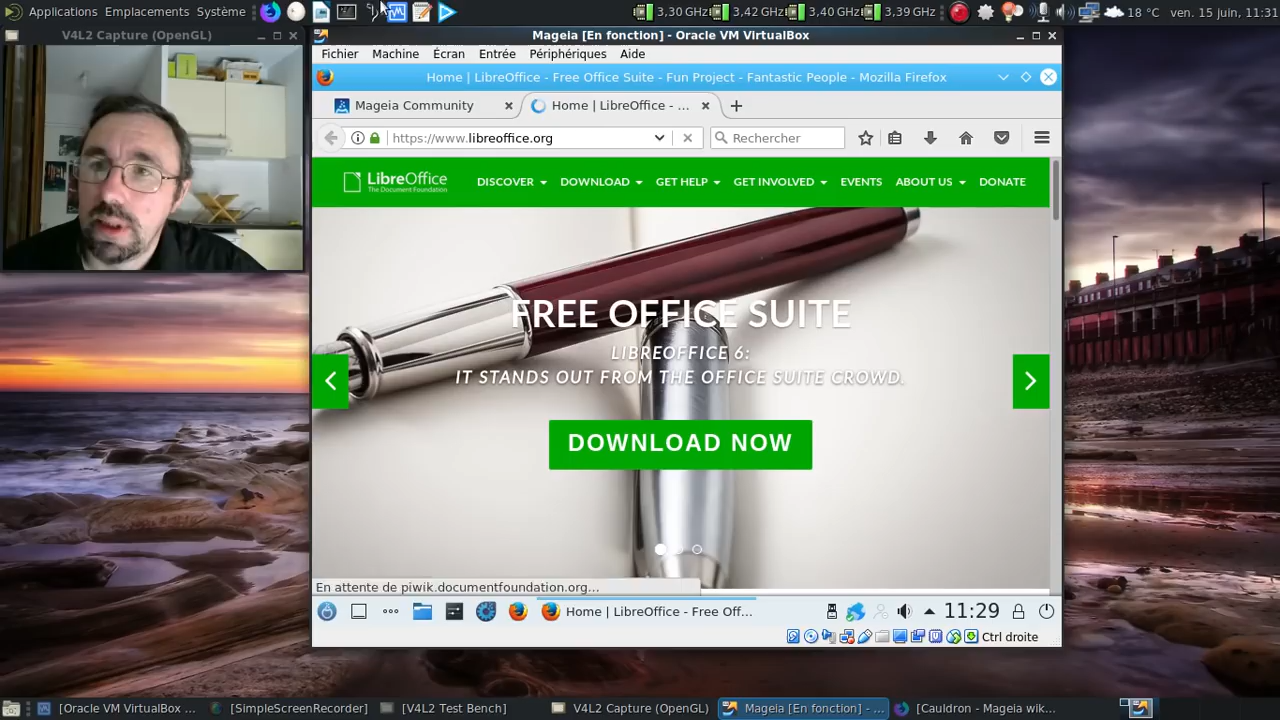 Applications Emplacements Système 3,30 GHz 3,42 GHz 3,40 GHz 3,39 GHz 18 °C ven. 15 juin, 11:31
V4L2 Capture (OpenGL)
Mageia [En fonction] - Oracle VM VirtualBox
Fichier Machine Écran Entrée Périphériques Aide
Home | LibreOffice - Free Office Suite - Fun Project - Fantastic People - Mozilla Firefox
Mageia Community Home | LibreOffice - ...
https://www.libreoffice.org Rechercher
LibreOffice
The Document Foundation
DISCOVER DOWNLOAD GET HELP GET INVOLVED EVENTS ABOUT US DONATE
FREE OFFICE SUITE
LIBREOFFICE 6:
IT STANDS OUT FROM THE OFFICE SUITE CROWD.
DOWNLOAD NOW
En attente de piwik.documentfoundation.org...
Home | LibreOffice - Free Off... 11:29
Ctrl droite
[Oracle VM VirtualBox ... [SimpleScreenRecorder] [V4L2 Test Bench] V4L2 Capture (OpenGL) Mageia [En fonction] - ... [Cauldron - Mageia wik...